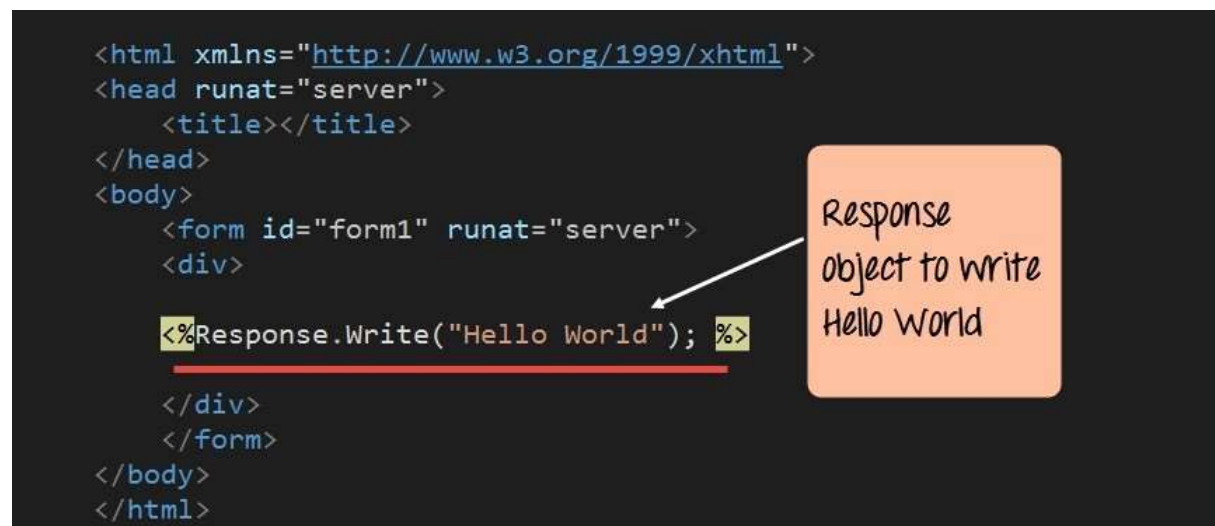 <html xmlns="http://www.w3.org/1999/xhtml">
<head runat="server">
<title></title>
</head>
<body>
<form id="form1" runat="server">
<div>
<%Response.Write("Hello World"); %>
</div>
</form>
</body>
</html>
Response
object to write
Hello World